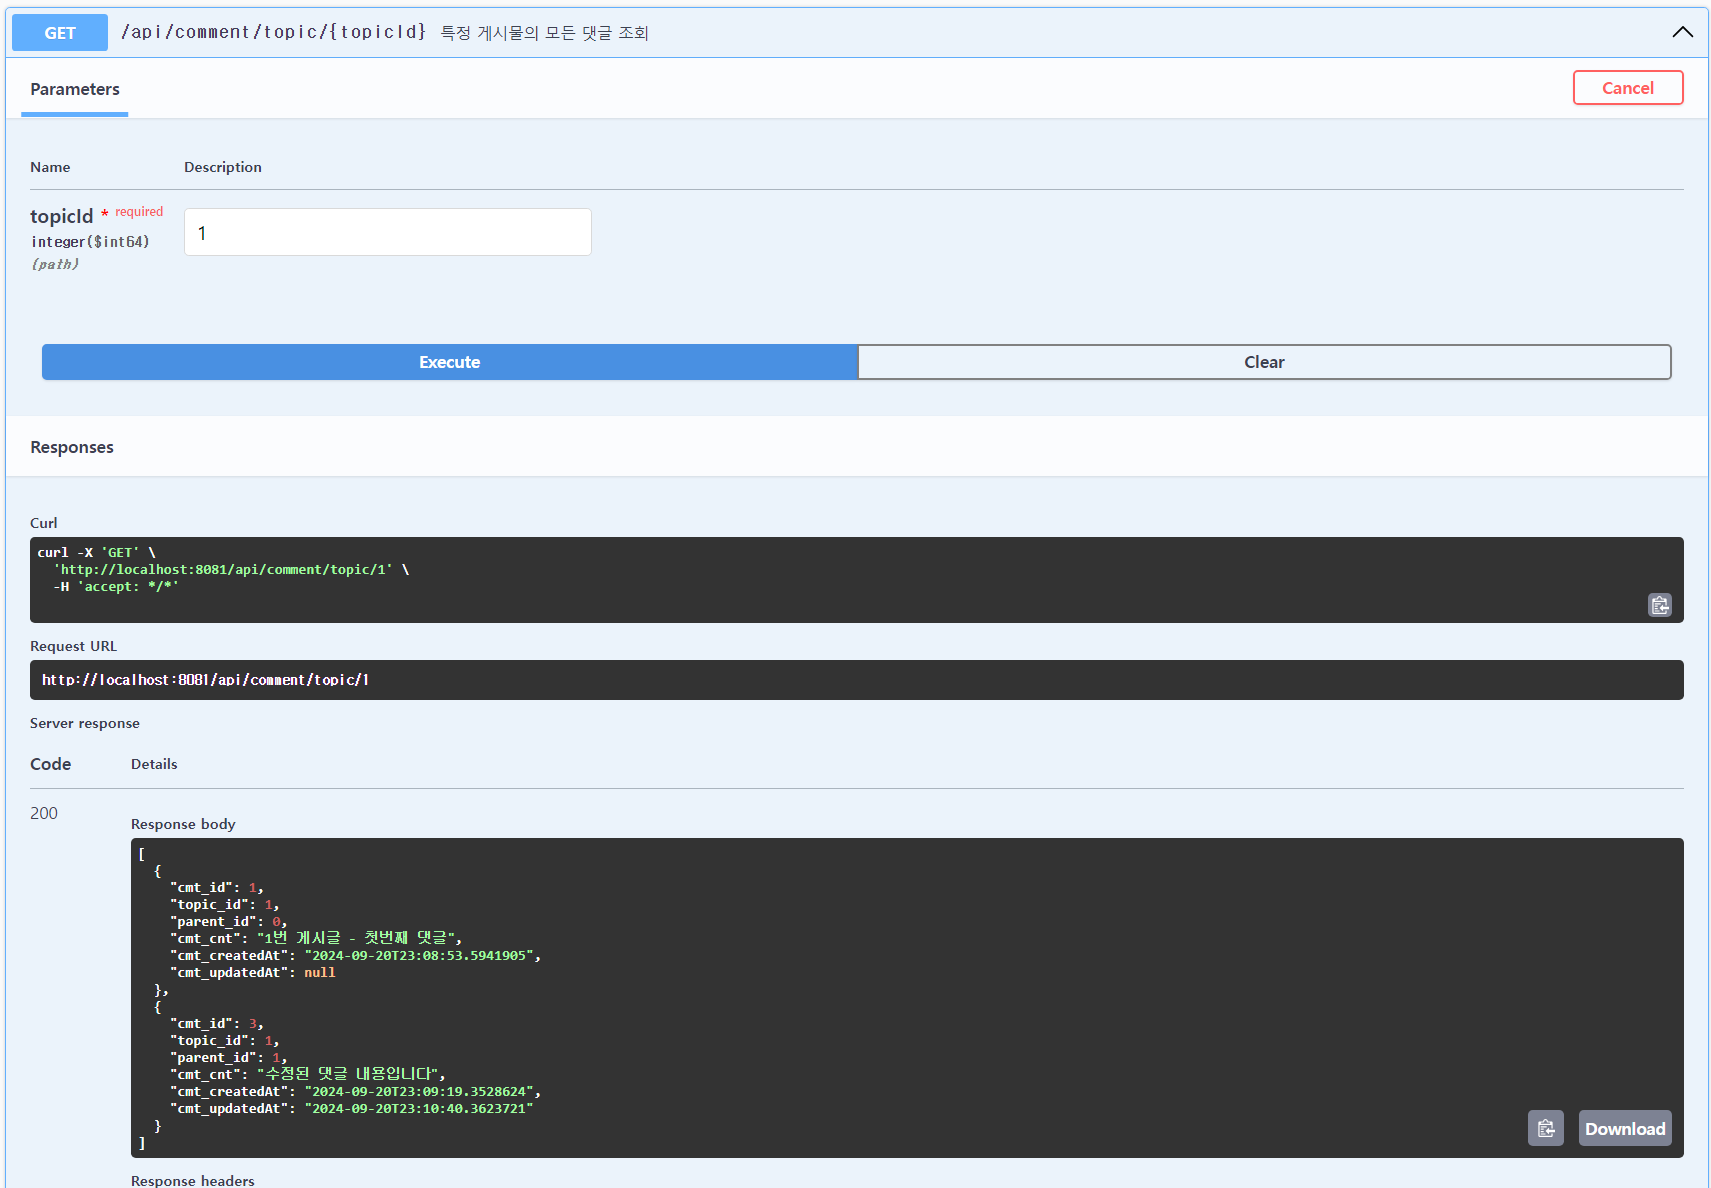 GET /api/comment/topic/{topicId} 특정 게시물의 모든 댓글 조회
Parameters
Cancel
Name Description
topicId * required
integer($int64)
(path)
1
Execute
Clear
Responses
Curl
curl -X 'GET' \
'http://localhost:8081/api/comment/topic/1' \
-H 'accept: */*'
Request URL
http://localhost:8081/api/comment/topic/1
Server response
Code Details
200
Response body
[
{
"cmt_id": 1,
"topic_id": 1,
"parent_id": 0,
"cmt_cnt": "1번 게시글 - 첫번째 댓글",
"cmt_createdAt": "2024-09-20T23:08:53.5941905",
"cmt_updatedAt": null
},
{
"cmt_id": 3,
"topic_id": 1,
"parent_id": 1,
"cmt_cnt": "수정된 댓글 내용입니다",
"cmt_createdAt": "2024-09-20T23:09:19.3528624",
"cmt_updatedAt": "2024-09-20T23:10:40.3623721"
}
]
Download
Response headers